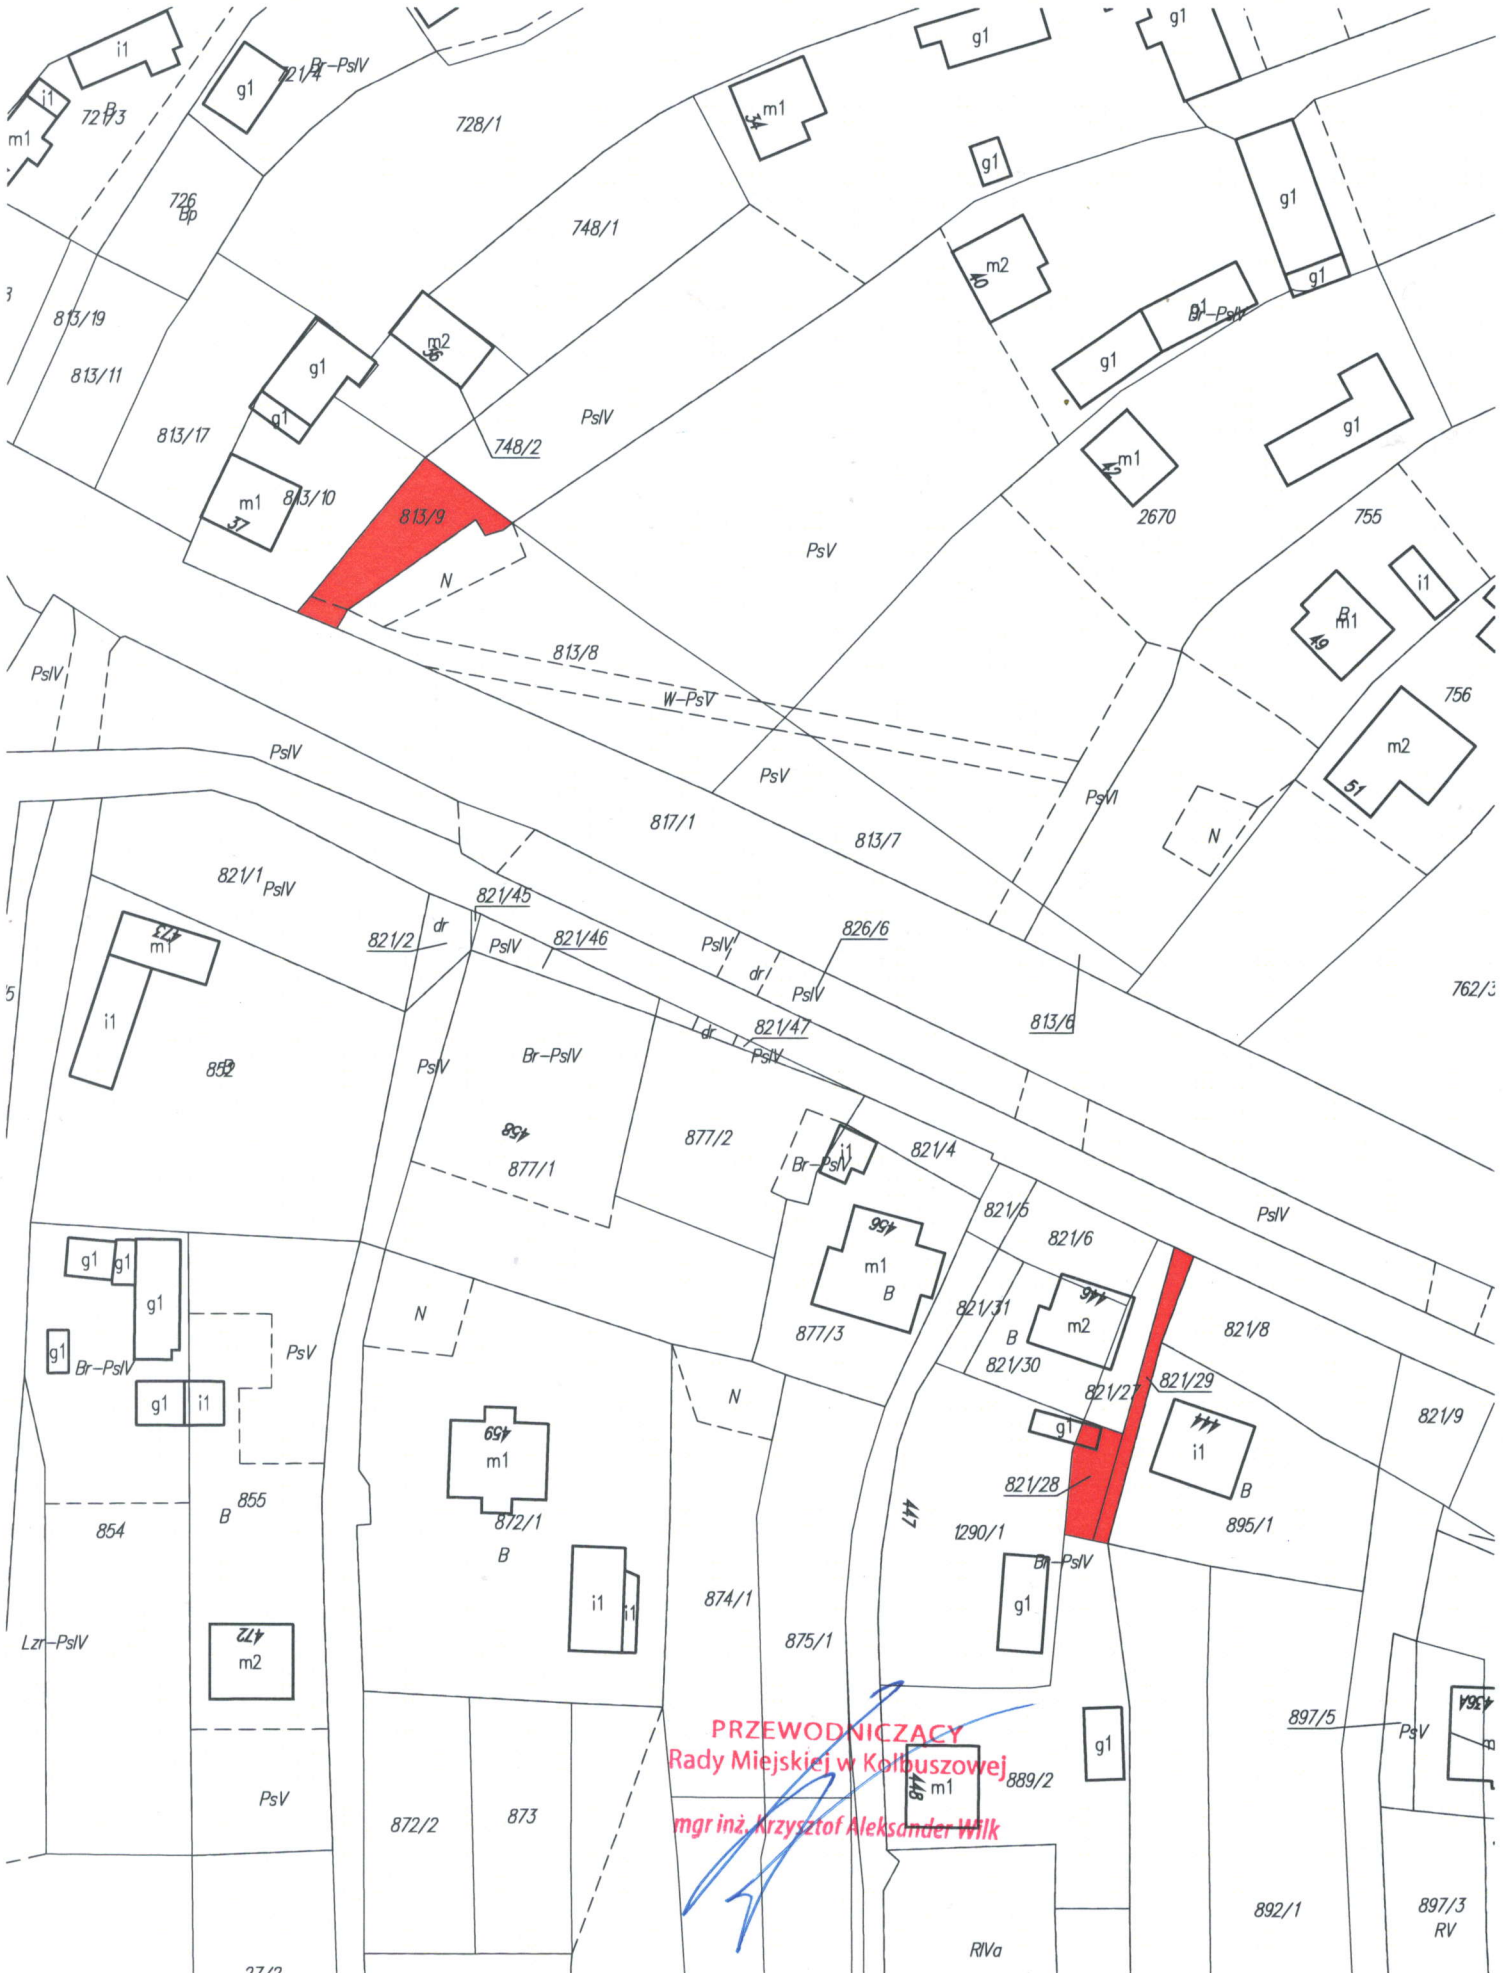 i1
g1
Br-PsIV
721/4
g1
g1
i1
B
721/3
m1
728/1
m1
34
g1
726
Bp
748/1
g1
m2
40
g1
813/19
g1
Br-PsIV
g1
m2
36
813/11
g1
g1
g1
PsIV
g1
813/17
748/2
m1
42
m1
37
813/10
813/9
2670
755
PsV
N
i1
B
m1
49
813/8
PsIV
W-PsV
756
m2
51
PsIV
PsV
PsVI
817/1
813/7
N
821/1
PsIV
821/45
473
m1
821/2
dr
PsIV
821/46
PsIV
826/6
dr
PsIV
762/3
i1
813/6
dr
821/47
PsIV
852
B
PsIV
Br-PsIV
458
877/1
877/2
i1
Br-PsIV
821/4
821/5
PsIV
456
821/6
m1
B
g1
g1
g1
446
m2
821/31
B
N
877/3
821/8
g1
Br-PsIV
PsV
821/30
821/27
821/29
g1
i1
N
821/9
459
m1
g1
444
i1
B
821/28
447
855
B
854
872/1
B
1290/1
895/1
Br-PsIV
i1
i1
874/1
g1
Lzr-PsIV
472
m2
875/1
436A
B
PRZEWODNICZĄCY
Rady Miejskiej w Kolbuszowej
mgr inż. Krzysztof Aleksander Wilk
448
m1
889/2
g1
897/5
PsV
PsV
872/2
873
892/1
897/3
RV
RIVa